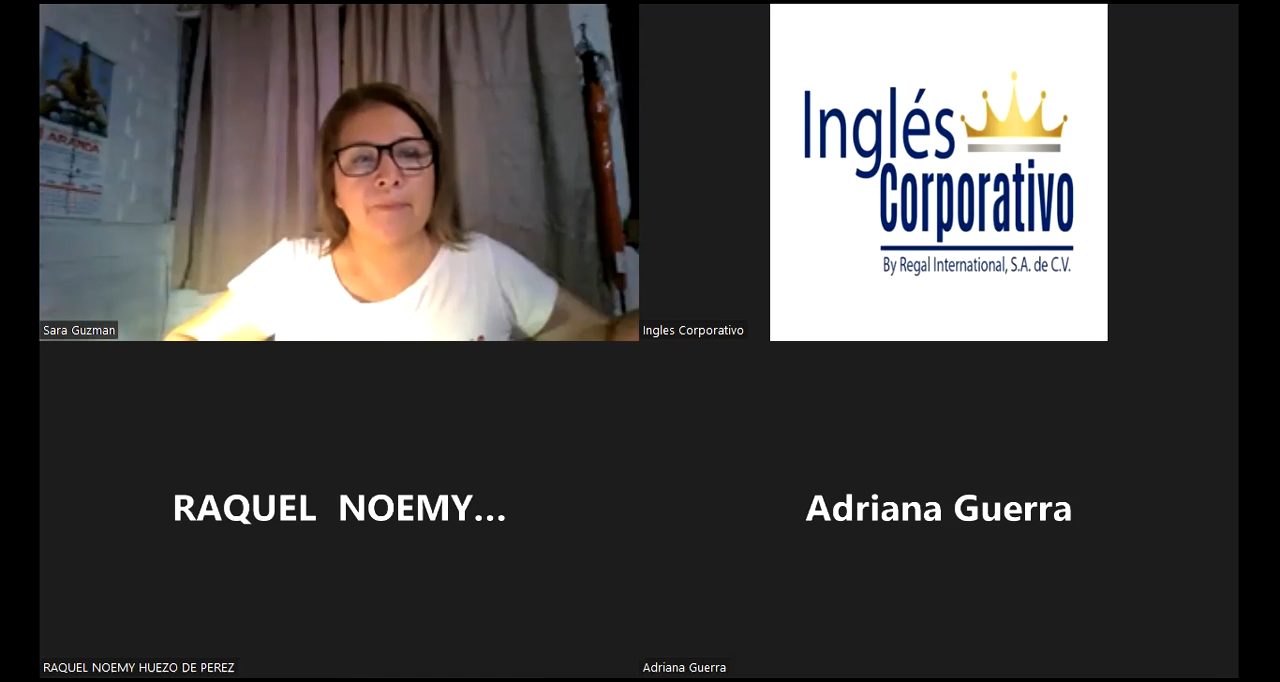 ARANDA
Sara Guzman
Inglés
Corporativo
By Regal International, S.A. de C.V.
Ingles Corporativo
RAQUEL NOEMY...
Adriana Guerra
RAQUEL NOEMY HUEZO DE PEREZ
Adriana Guerra